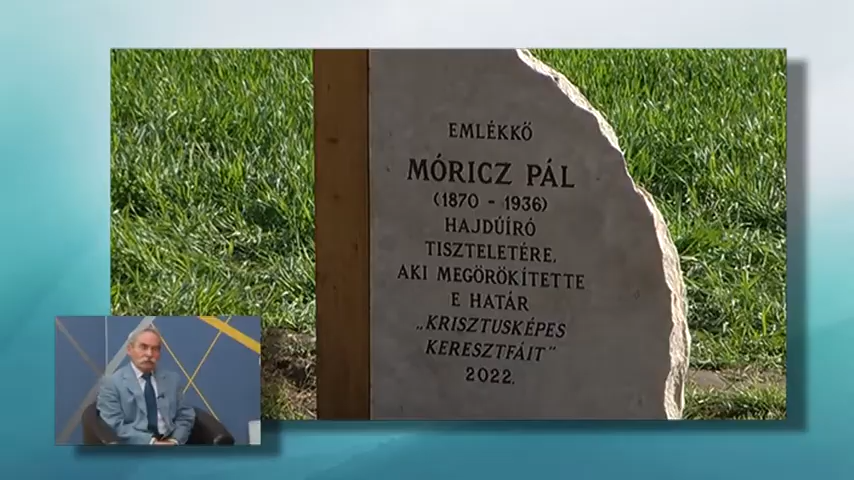 EMLÉKKŐ
MÓRICZ PÁL
(1870 - 1936)
HAJDÚÍRÓ
TISZTELETÉRE,
AKI MEGÖRÖKÍTETTE
E HATÁR
„KRISZTUSKÉPES
KERESZTFÁIT”
2022.